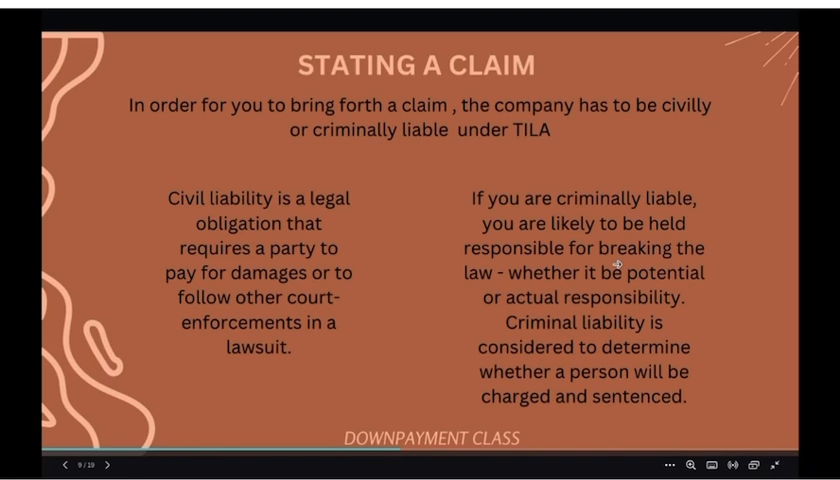 STATING A CLAIM
In order for you to bring forth a claim , the company has to be civilly
or criminally liable under TILA
Civil liability is a legal
obligation that
requires a party to
pay for damages or to
follow other court-
enforcements in a
lawsuit.
If you are criminally liable,
you are likely to be held
responsible for breaking the
law - whether it be potential
or actual responsibility.
Criminal liability is
considered to determine
whether a person will be
charged and sentenced.
DOWNPAYMENT CLASS
9 / 19